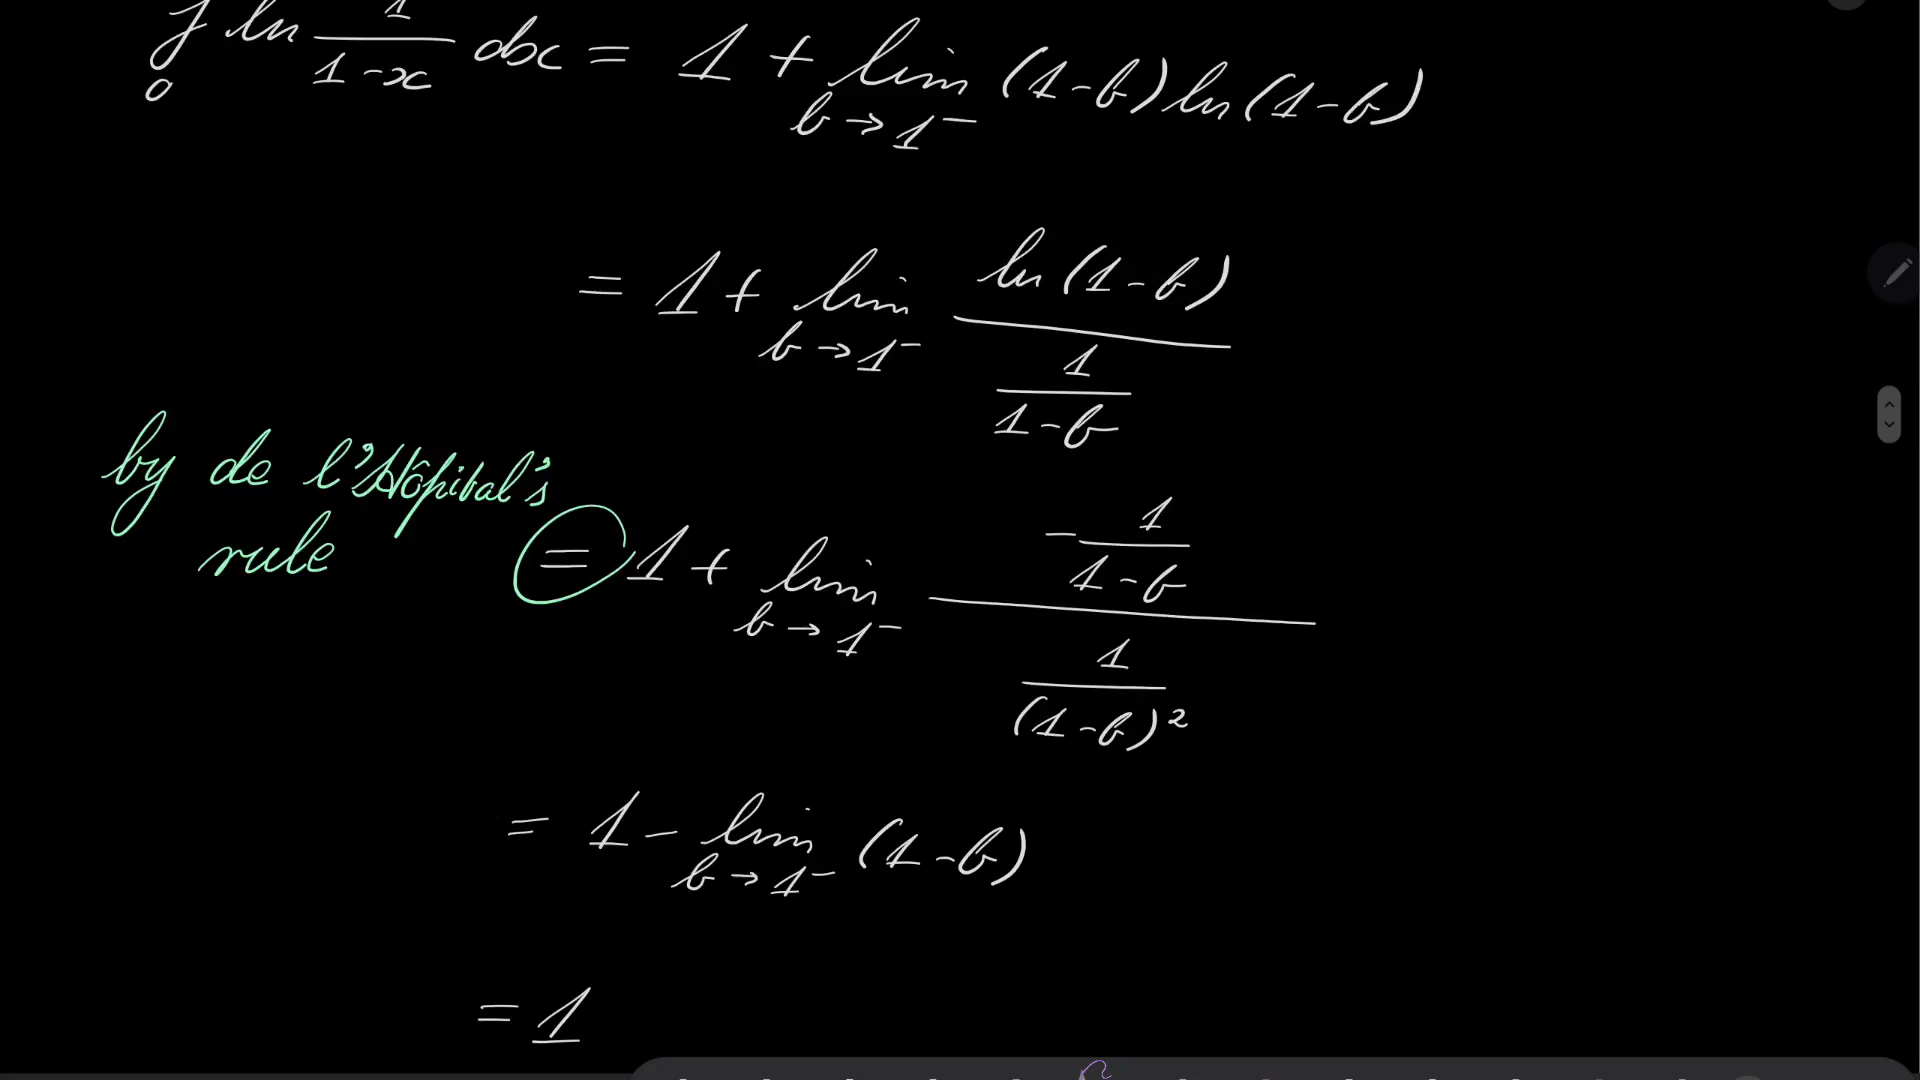 ∫₀ ln 1/(1-x) dx = 1 + lim_{b→1⁻} (1-b) ln(1-b)
= 1 + lim_{b→1⁻} ln(1-b) / (1/(1-b))
by de l'Hôpital's
rule
= 1 + lim_{b→1⁻} (-1/(1-b)) / (1/(1-b)²)
= 1 - lim_{b→1⁻} (1-b)
= 1